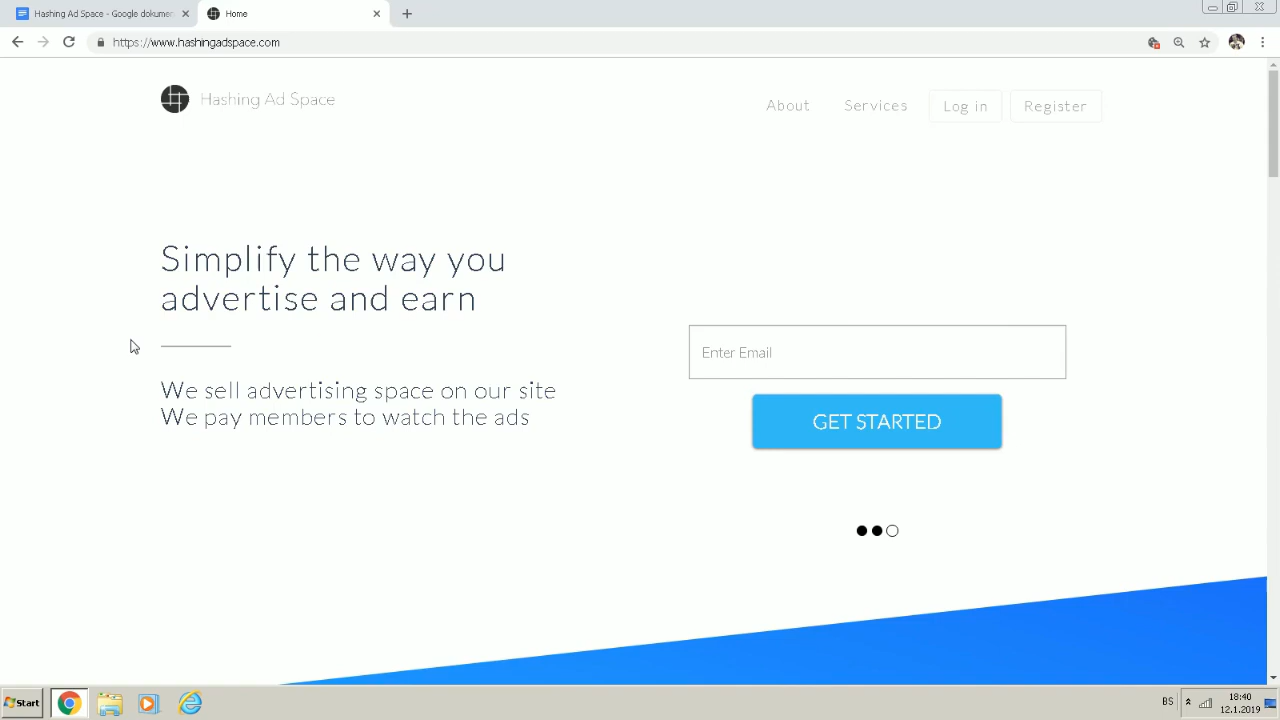 Hashing Ad Space - Google dokumen
Home
https://www.hashingadspace.com
Hashing Ad Space
About
Services
Log in
Register
Simplify the way you
advertise and earn
Enter Email
We sell advertising space on our site
We pay members to watch the ads
GET STARTED
Start
BS
18:40
12.1.2019